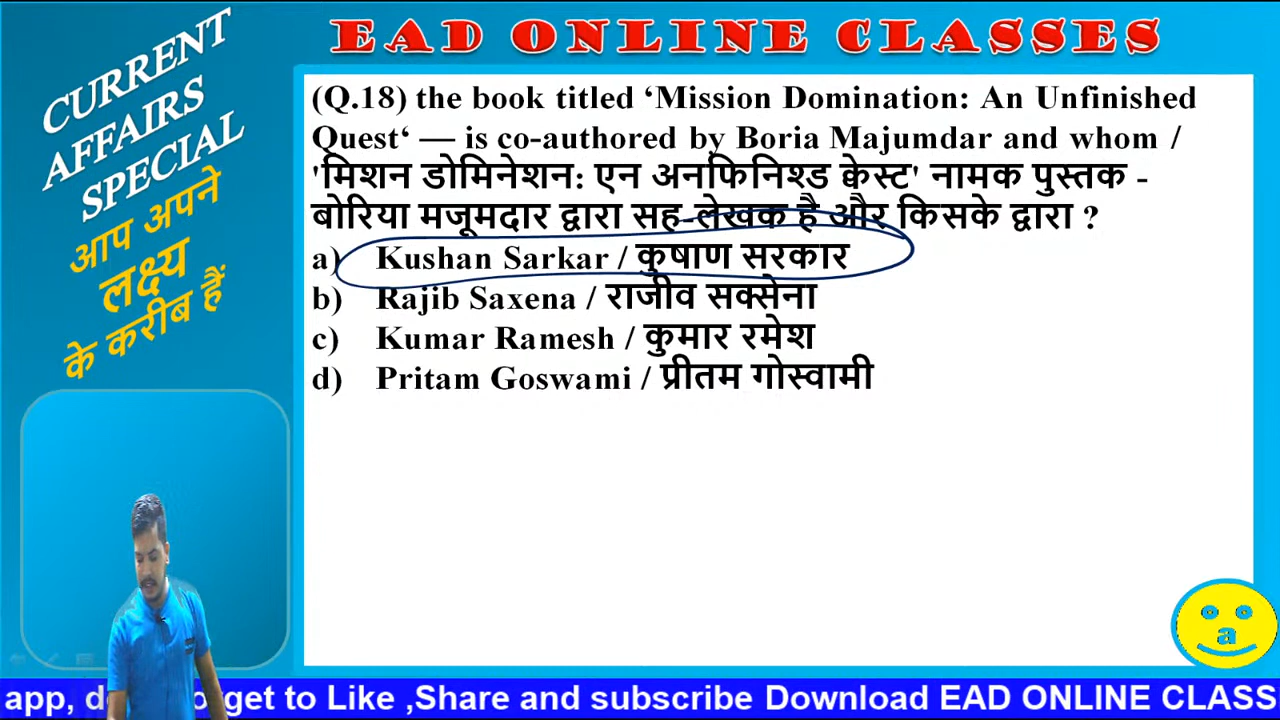 EAD ONLINE CLASSES
CURRENT
AFFAIRS
SPECIAL
आप अपने
लक्ष्य
के करीब हैं
(Q.18) the book titled ‘Mission Domination: An Unfinished
Quest‘ — is co-authored by Boria Majumdar and whom /
'मिशन डोमिनेशन: एन अनफिनिश्ड क्वेस्ट' नामक पुस्तक -
बोरिया मजूमदार द्वारा सह-लेखक है और किसके द्वारा ?
a) Kushan Sarkar / कुषाण सरकार
b) Rajib Saxena / राजीव सक्सेना
c) Kumar Ramesh / कुमार रमेश
d) Pritam Goswami / प्रीतम गोस्वामी
a
app, get to Like ,Share and subscribe Download EAD ONLINE CLASS